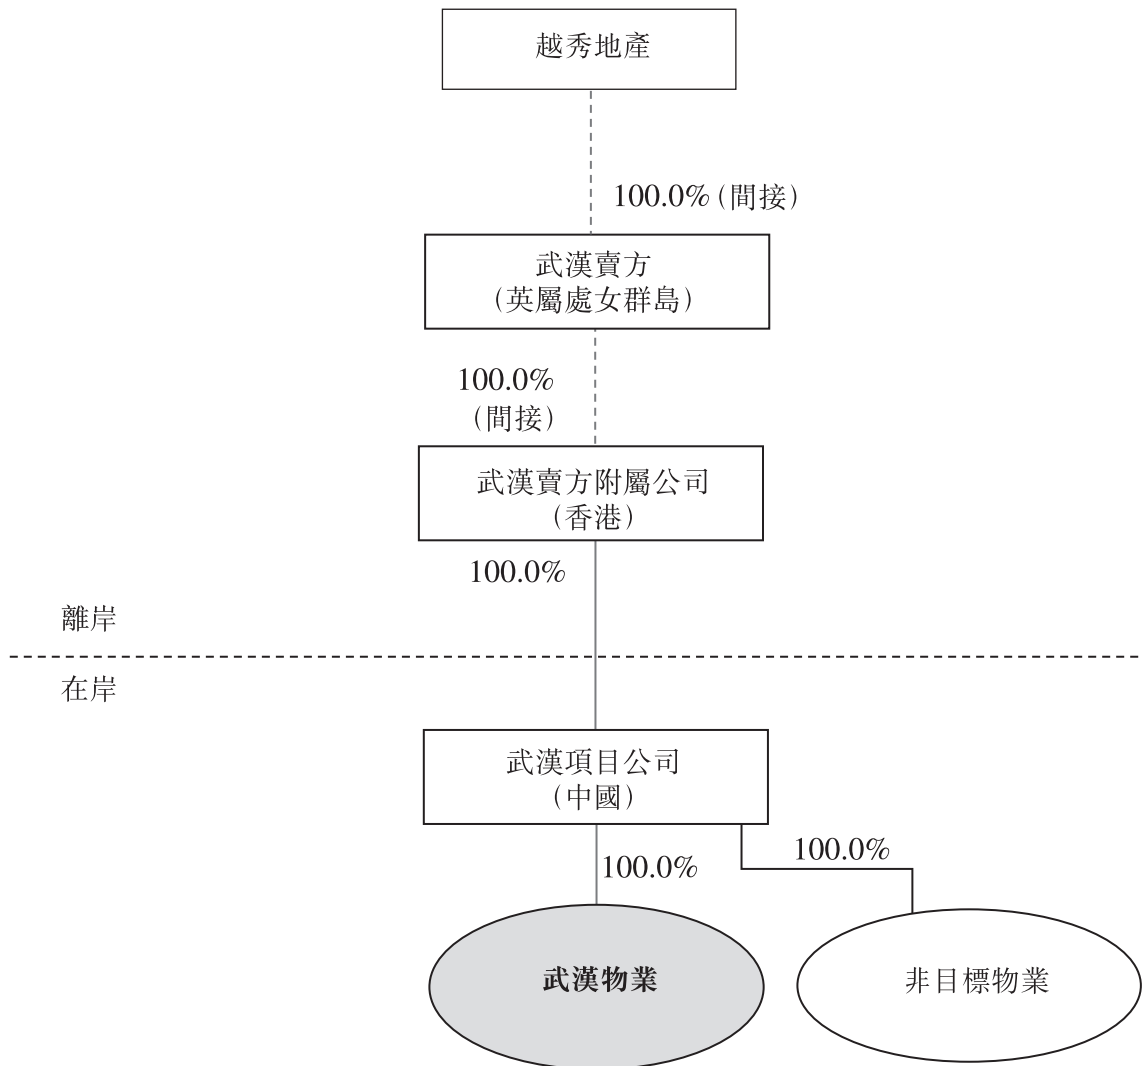 越秀地產
100.0% (間接)
武漢賣方
(英屬處女群島)
100.0%
(間接)
武漢賣方附屬公司
(香港)
100.0%
離岸
在岸
武漢項目公司
(中國)
100.0%
100.0%
武漢物業
非目標物業